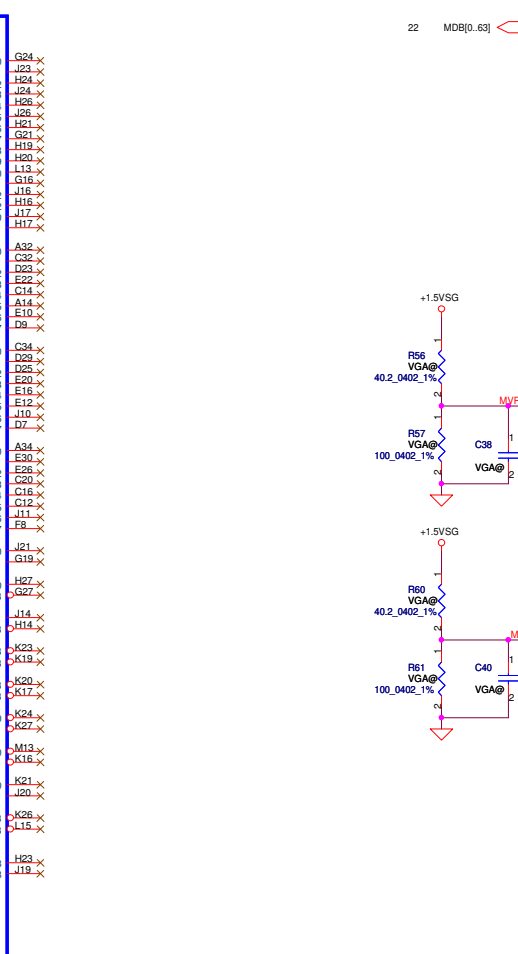 22 MDB[0..63]
G24
J23
H24
J24
H26
J26
H21
G21
H19
H20
L13
G16
J16
H16
J17
H17
A32
C32
D23
E22
C14
A14
E10
D9
C34
D29
D25
E20
E16
E12
J10
D7
A34
E30
E26
C20
C16
C12
J11
F8
J21
G19
H27
G27
J14
H14
K23
K19
K20
K17
K24
K27
M13
K16
K21
J20
K26
L15
H23
J19
+1.5VSG
1
R56
VGA@
40.2_0402_1%
2
1
R57
VGA@
100_0402_1%
2
C38
VGA@
1
2
+1.5VSG
1
R60
VGA@
40.2_0402_1%
2
1
R61
VGA@
100_0402_1%
2
C40
VGA@
1
2